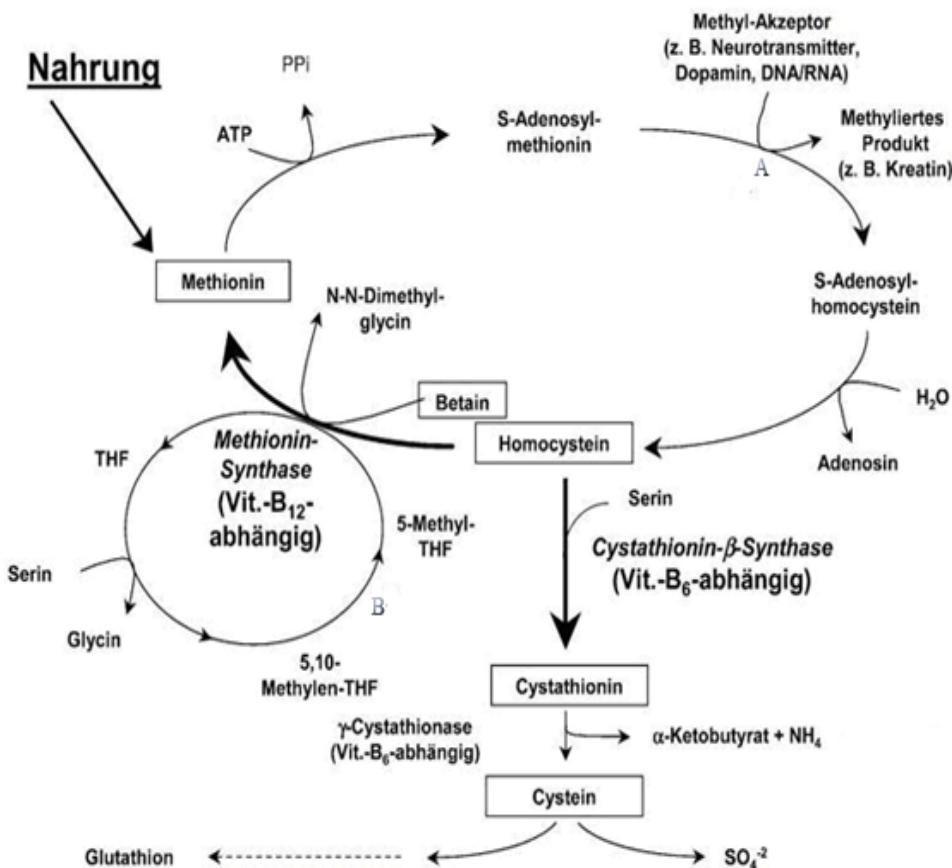 Nahrung
PPi
ATP
S-Adenosyl-
methionin
Methyl-Akzeptor
(z. B. Neurotransmitter,
Dopamin, DNA/RNA)
Methyliertes
Produkt
(z. B. Kreatin)
A
Methionin
S-Adenosyl-
homocystein
N-N-Dimethyl-
glycin
Betain
H₂O
Homocystein
Adenosin
Methionin-
Synthase
(Vit.-B₁₂-
abhängig)
THF
5-Methyl-
THF
Serin
Cystathionin-β-Synthase
(Vit.-B₆-abhängig)
Serin
Glycin
B
5,10-
Methylen-THF
Cystathionin
γ-Cystathionase
(Vit.-B₆-abhängig)
α-Ketobutyrat + NH₄
Cystein
Glutathion
SO₄⁻²